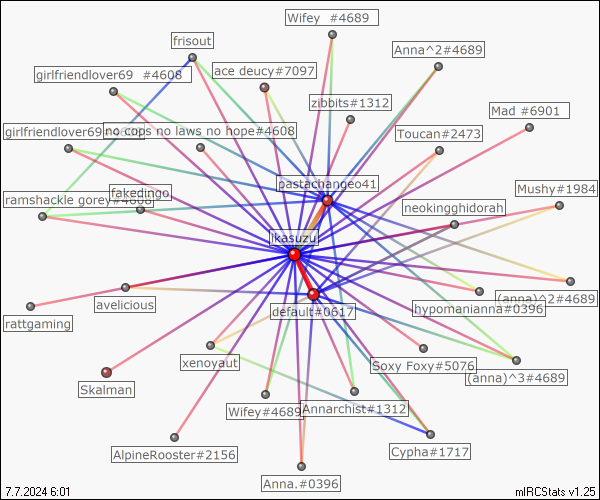 Wifey #4689
frisout
Anna^2#4689
girlfriendlover69 #4608
ace deucy#7097
zibbits#1312
Mad #6901
girlfriendlover69
no cops no laws no hope#4608
Toucan#2473
pastachangeo41
fakedingo
Mushy#1984
ramshackle gorey#4608
neokingghidorah
ikasuzu
avelicious
(anna)^2#4689
hypomanianna#0396
default#0617
rattgaming
xenoyaut
Soxy Foxy#5076
(anna)^3#4689
Skalman
Wifey#4689
Annarchist#1312
AlpineRooster#2156
Cypha#1717
Anna.#0396
7.7.2024 6:01
mIRCStats v1.25